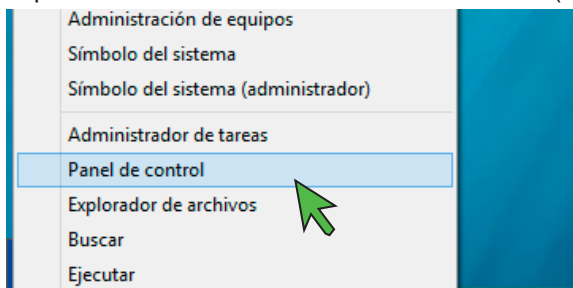 Administración de equipos
Símbolo del sistema
Símbolo del sistema (administrador)
Administrador de tareas
Panel de control
Explorador de archivos
Buscar
Ejecutar